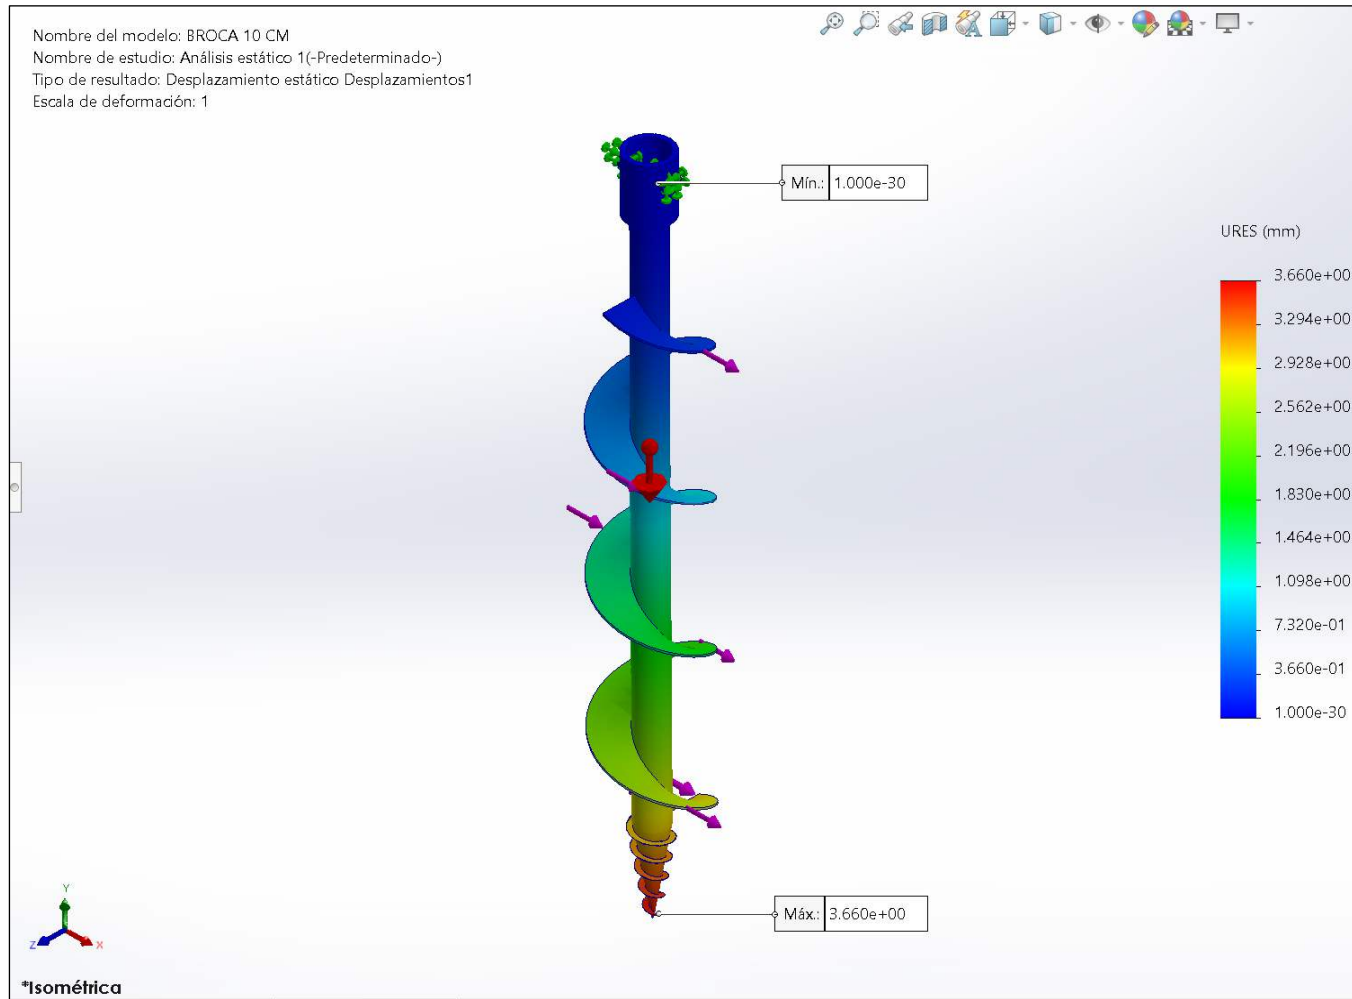 Nombre del modelo: BROCA 10 CM
Nombre de estudio: Análisis estático 1(-Predeterminado-)
Tipo de resultado: Desplazamiento estático Desplazamientos1
Escala de deformación: 1
Mín.: 1.000e-30
URES (mm)
3.660e+00
3.294e+00
2.928e+00
2.562e+00
2.196e+00
1.830e+00
1.464e+00
1.098e+00
7.320e-01
3.660e-01
1.000e-30
Máx.: 3.660e+00
Y
Z
X
*Isométrica